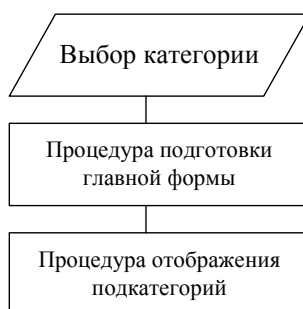 Выбор категории
Процедура подготовки
главной формы
Процедура отображения
подкатегорий